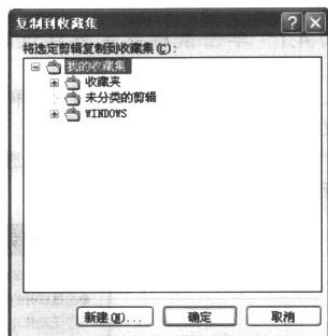 复制到收藏集
将选定剪辑复制到收藏集(C):
我的收藏集
收藏夹
未分类的剪辑
WINDOWS
新建(N)...
确定
取消